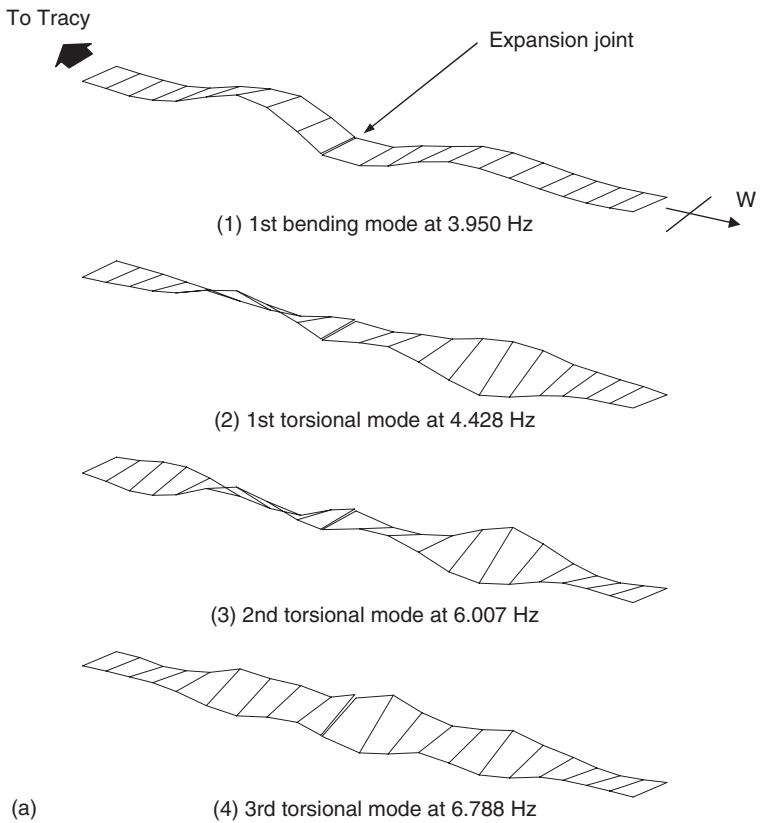 To Tracy
Expansion joint
W
(1) 1st bending mode at 3.950 Hz
(2) 1st torsional mode at 4.428 Hz
(3) 2nd torsional mode at 6.007 Hz
(a)
(4) 3rd torsional mode at 6.788 Hz